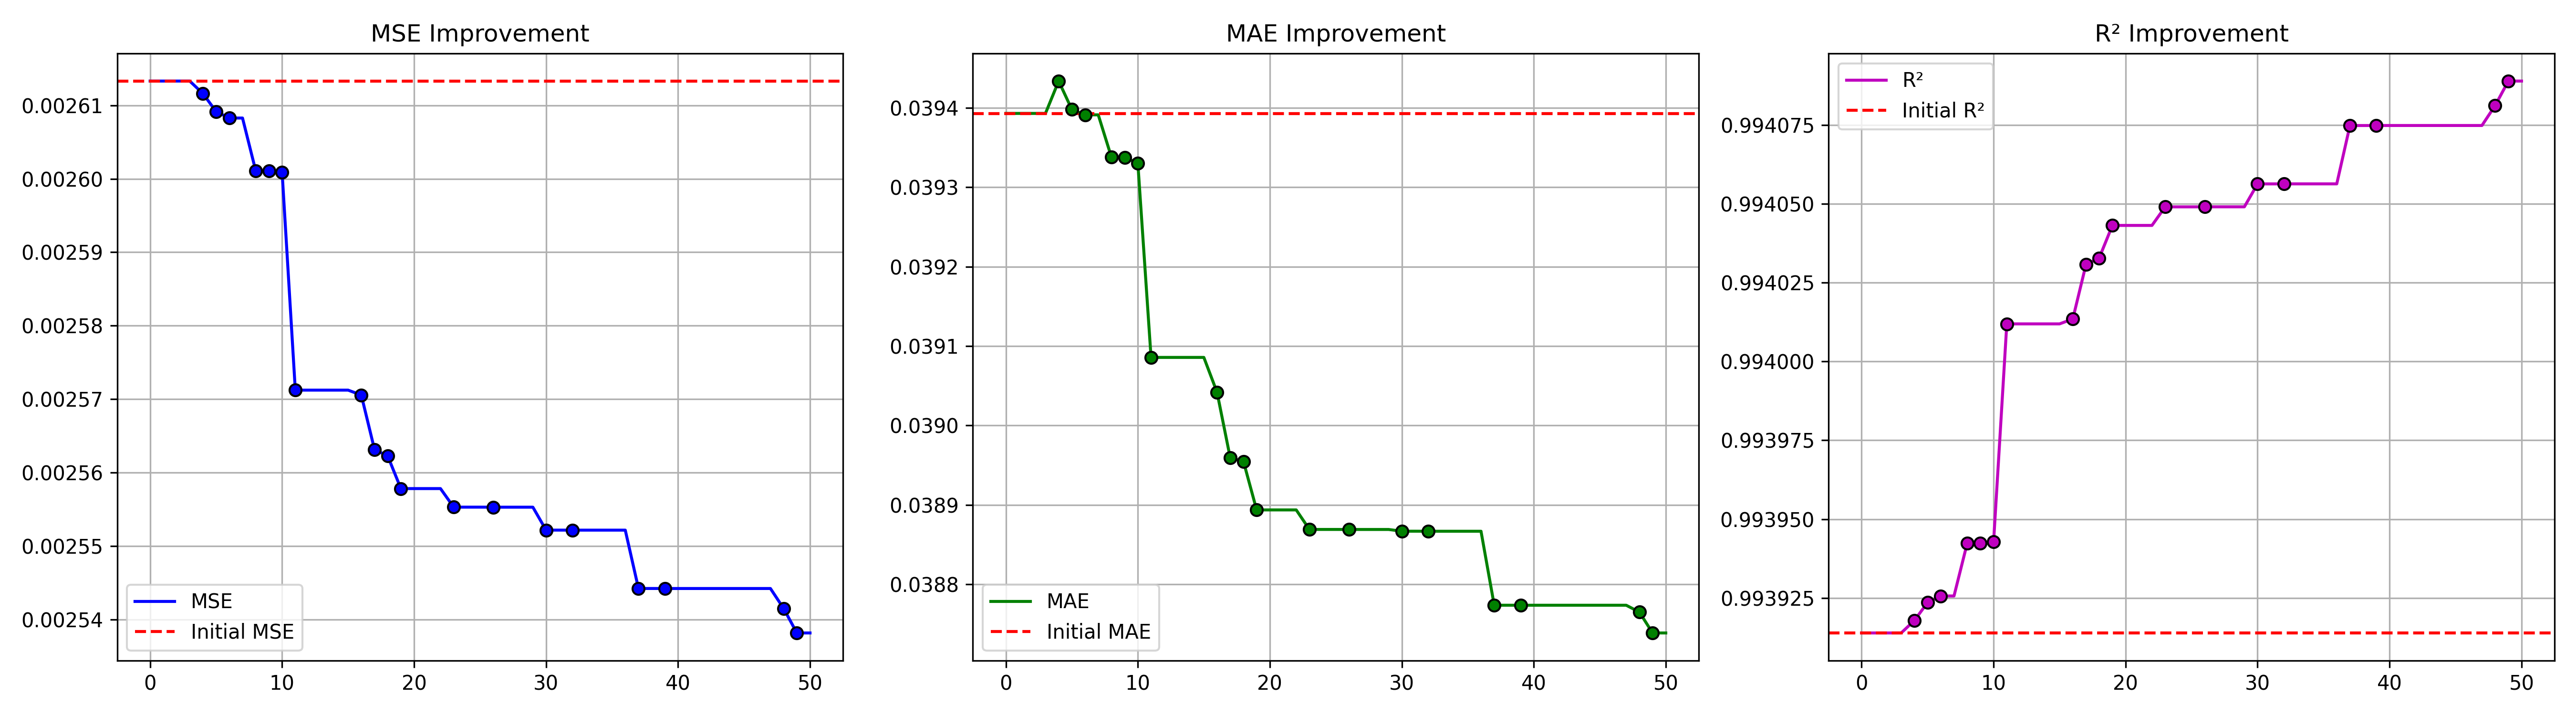 MSE Improvement
0.00261
0.00260
0.00259
0.00258
0.00257
0.00256
0.00255
0.00254
MSE
Initial MSE
0 10 20 30 40 50
MAE Improvement
0.0394
0.0393
0.0392
0.0391
0.0390
0.0389
0.0388
MAE
Initial MAE
0 10 20 30 40 50
R² Improvement
R²
Initial R²
0.994075
0.994050
0.994025
0.994000
0.993975
0.993950
0.993925
0 10 20 30 40 50